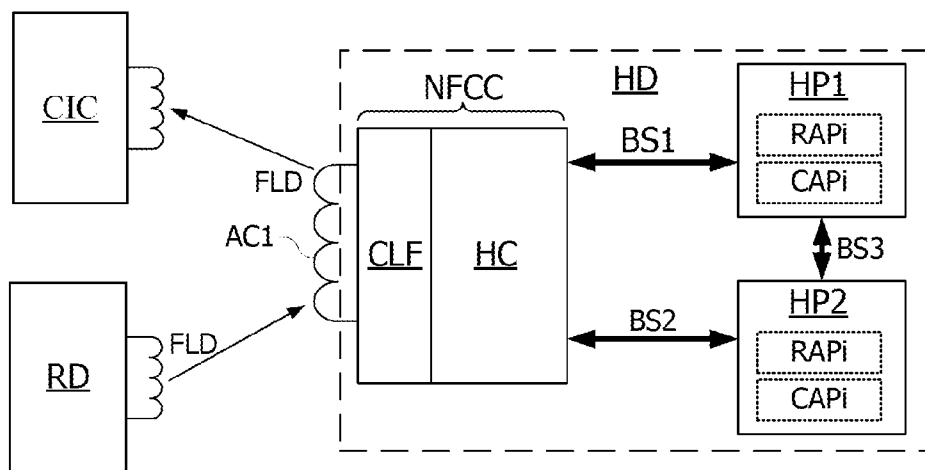 CIC
FLD
AC1
FLD
RD
NFCC
CLF
HC
HD
BS1
BS2
HP1
RAPi
CAPi
BS3
HP2
RAPi
CAPi